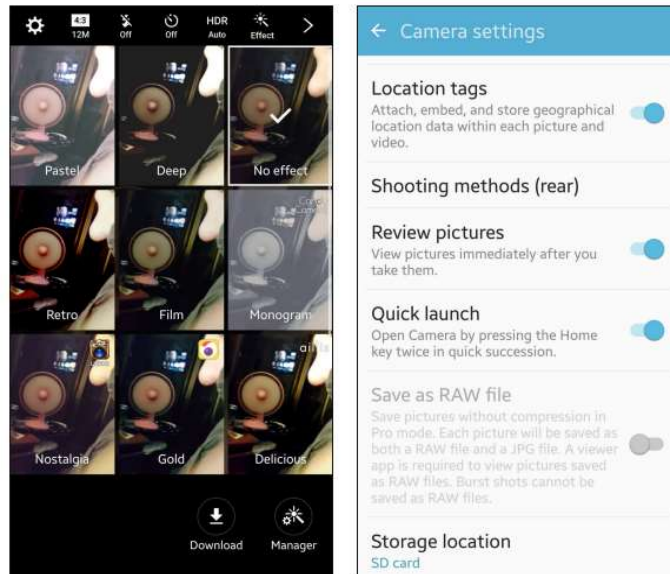 4:3
12M
Off
Off
HDR
Auto
Effect
Pastel
Deep
No effect
Retro
Film
Monogram
Nostalgia
Gold
Delicious
Download
Manager
Camera settings
Location tags
Attach, embed, and store geographical
location data within each picture and
video.
Shooting methods (rear)
Review pictures
View pictures immediately after you
take them.
Quick launch
Open Camera by pressing the Home
key twice in quick succession.
Save as RAW file
Save pictures without compression in
Pro mode. Each picture will be saved as
both a RAW file and a JPG file. A viewer
app is required to view pictures saved
as RAW files. Burst shots cannot be
saved as RAW files.
Storage location
SD card